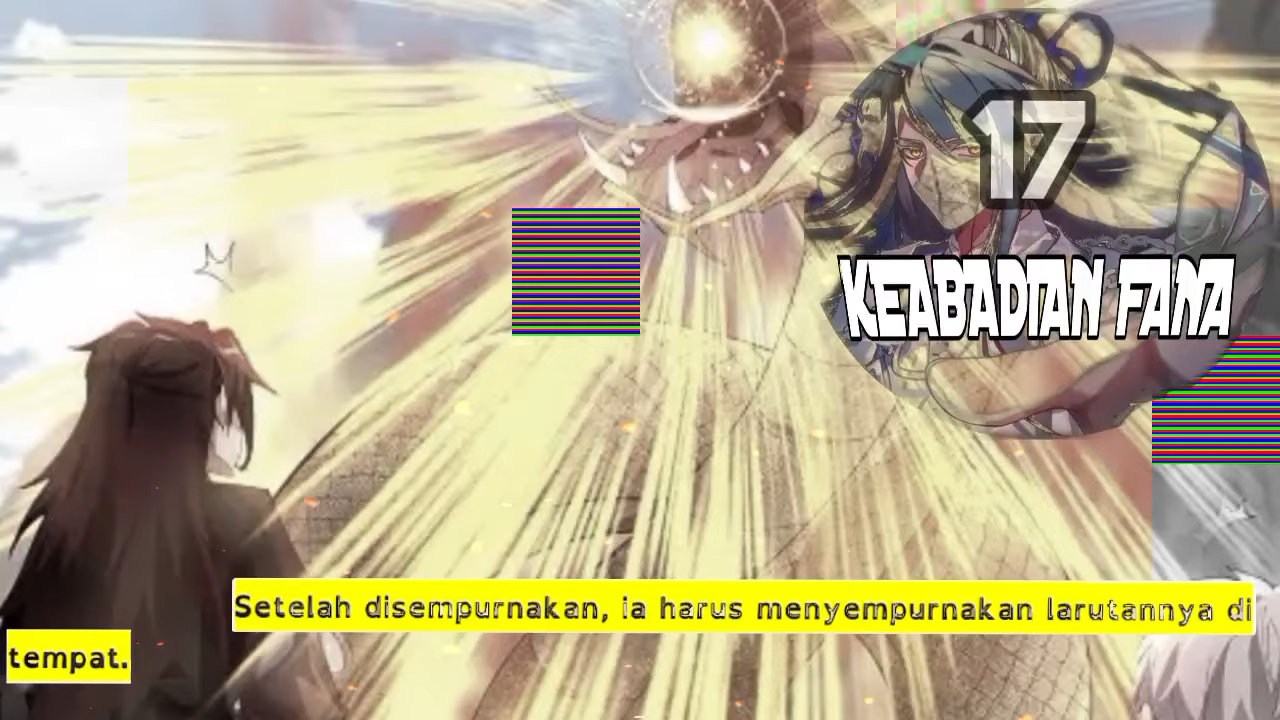 17
KEABADIAN FANA
Setelah disempurnakan, ia harus menyempurnakan larutannya di
tempat.